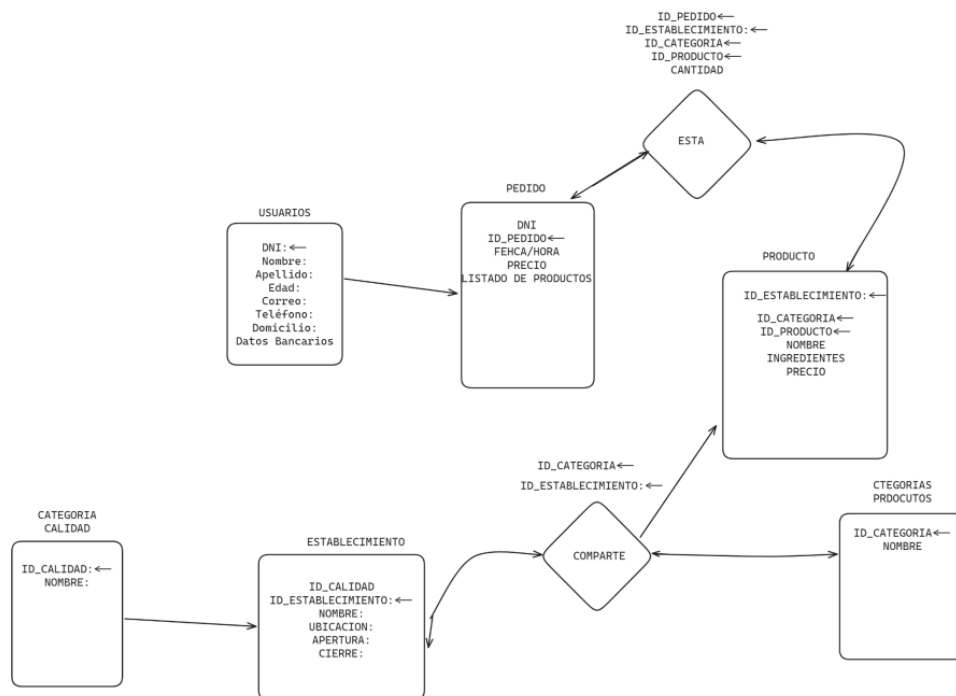 ID_PEDIDO←
ID_ESTABLECIMIENTO:←
ID_CATEGORIA←
ID_PRODUCTO←
CANTIDAD
ESTA
PEDIDO
DNI
ID_PEDIDO←
FEHCA/HORA
PRECIO
LISTADO DE PRODUCTOS
USUARIOS
DNI:←
Nombre:
Apellido:
Edad:
Correo:
Teléfono:
Domicilio:
Datos Bancarios
PRODUCTO
ID_ESTABLECIMIENTO:←
ID_CATEGORIA←
ID_PRODUCTO←
NOMBRE
INGREDIENTES
PRECIO
ID_CATEGORIA←
ID_ESTABLECIMIENTO:←
COMPARTE
CTEGORIAS
PRDOCUTOS
ID_CATEGORIA←
NOMBRE
CATEGORIA
CALIDAD
ID_CALIDAD:←
NOMBRE:
ESTABLECIMIENTO
ID_CALIDAD
ID_ESTABLECIMIENTO:←
NOMBRE:
UBICACION:
APERTURA:
CIERRE: